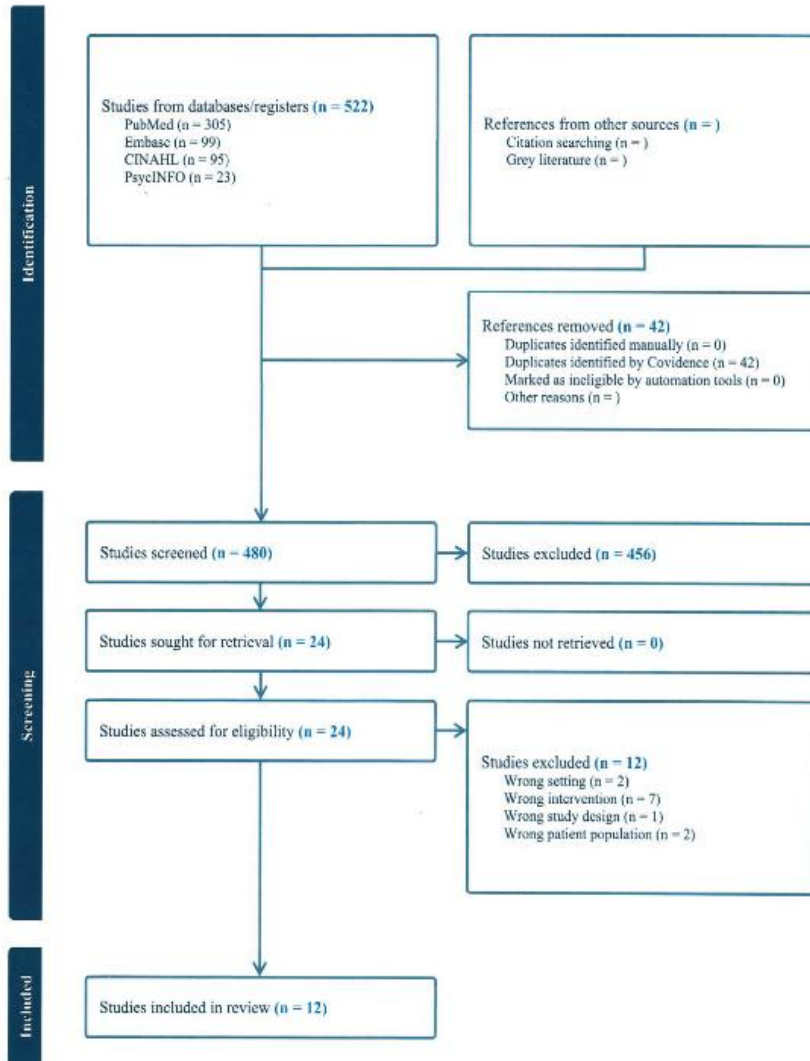 Identification
Studies from databases/registers (n = 522)
PubMed (n = 305)
Embase (n = 99)
CINAHL (n = 95)
PsycINFO (n = 23)
References from other sources (n = )
Citation searching (n = )
Grey literature (n = )
References removed (n = 42)
Duplicates identified manually (n = 0)
Duplicates identified by Covidence (n = 42)
Marked as ineligible by automation tools (n = 0)
Other reasons (n = )
Screening
Studies screened (n = 480)
Studies excluded (n = 456)
Studies sought for retrieval (n = 24)
Studies not retrieved (n = 0)
Studies assessed for eligibility (n = 24)
Studies excluded (n = 12)
Wrong setting (n = 2)
Wrong intervention (n = 7)
Wrong study design (n = 1)
Wrong patient population (n = 2)
Included
Studies included in review (n = 12)